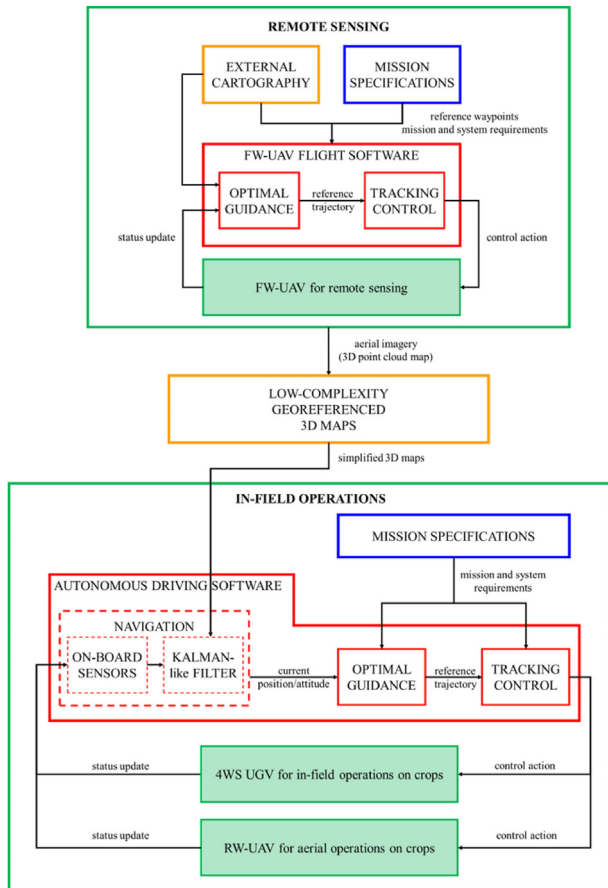 REMOTE SENSING
EXTERNAL
CARTOGRAPHY
MISSION
SPECIFICATIONS
reference waypoints
mission and system requirements
FW-UAV FLIGHT SOFTWARE
OPTIMAL
GUIDANCE
reference
trajectory
TRACKING
CONTROL
status update
control action
FW-UAV for remote sensing
aerial imagery
(3D point cloud map)
LOW-COMPLEXITY
GEOREFERENCED
3D MAPS
simplified 3D maps
IN-FIELD OPERATIONS
MISSION SPECIFICATIONS
mission and system
requirements
AUTONOMOUS DRIVING SOFTWARE
NAVIGATION
ON-BOARD
SENSORS
KALMAN-
like FILTER
current
position/attitude
OPTIMAL
GUIDANCE
reference
trajectory
TRACKING
CONTROL
status update
4WS UGV for in-field operations on crops
control action
status update
RW-UAV for aerial operations on crops
control action